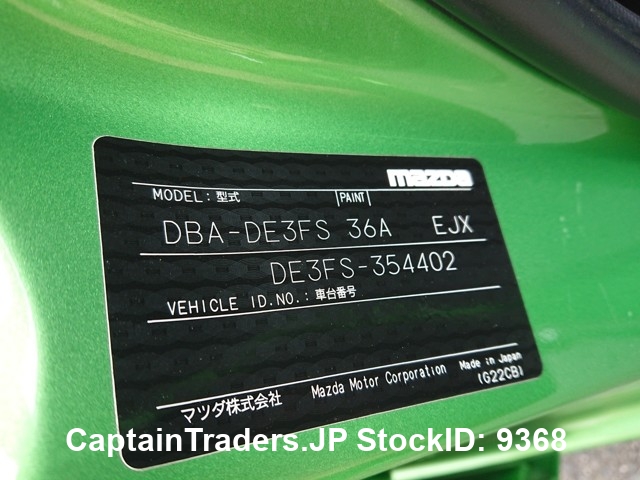 mazda
MODEL: 型式 |PAINT|
DBA-DE3FS 36A EJX
DE3FS-354402
VEHICLE ID.NO.: 車台番号
マツダ株式会社 Mazda Motor Corporation Made in Japan
(G22CB)
CaptainTraders.JP StockID: 9368